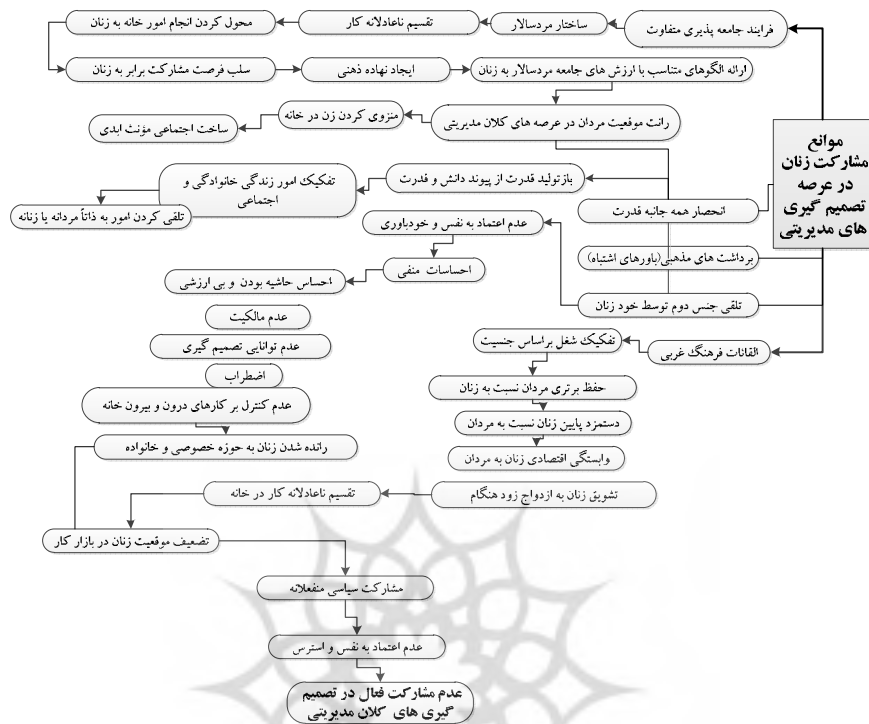 موانع
مشارکت زنان
در عرصه
تصمیم گیری
های مدیریتی
فرایند جامعه پذیری متفاوت
ساختار مردسالار
تقسیم ناعادلانه کار
محول کردن انجام امور خانه به زنان
سلب فرصت مشارکت برابر به زنان
ایجاد نهاده ذهنی
ارائه الگوهای متناسب با ارزش های جامعه مردسالار به زنان
رانت موقعیت مردان در عرصه های کلان مدیریتی
منزوی کردن زن در خانه
ساخت اجتماعی مؤنث ابدی
انحصار همه جانبه قدرت
بازتولید قدرت از پیوند دانش و قدرت
تفکیک امور زندگی خانوادگی و
اجتماعی
تلقی کردن امور به ذاتاً مردانه یا زنانه
برداشت های مذهبی(باورهای اشتباه)
تلقی جنس دوم توسط خود زنان
عدم اعتماد به نفس و خودباوری
احساسات منفی
احساس حاشیه بودن و بی ارزشی
عدم مالکیت
عدم توانایی تصمیم گیری
اضطراب
عدم کنترل بر کارهای درون و بیرون خانه
رانده شدن زنان به حوزه خصوصی و خانواده
القائات فرهنگ غربی
تفکیک شغل براساس جنسیت
حفظ برتری مردان نسبت به زنان
دستمزد پایین زنان نسبت به مردان
وابستگی اقتصادی زنان به مردان
تشویق زنان به ازدواج زود هنگام
تقسیم ناعادلانه کار در خانه
تضعیف موقعیت زنان در بازار کار
مشارکت سیاسی منفعلانه
عدم اعتماد به نفس و استرس
عدم مشارکت فعال در تصمیم
گیری های کلان مدیریتی